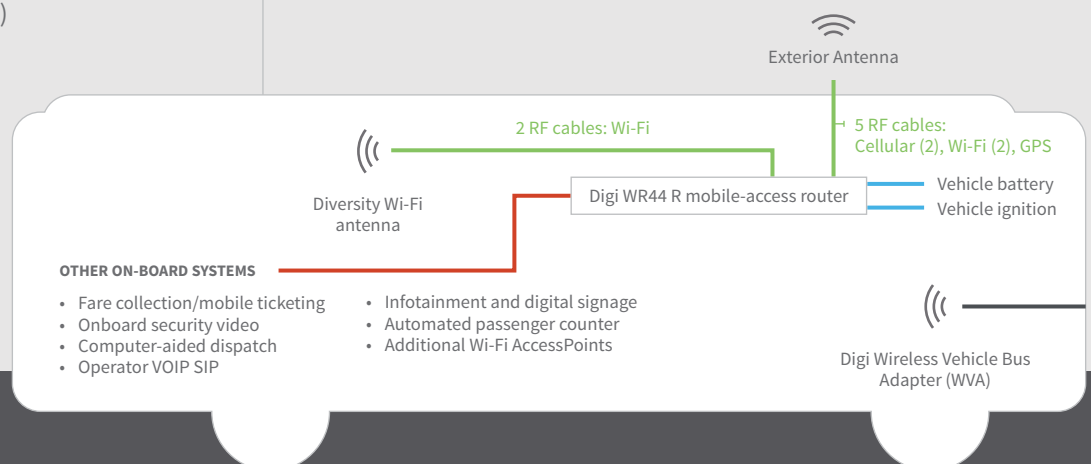 )
Exterior Antenna
2 RF cables: Wi-Fi
5 RF cables:
Cellular (2), Wi-Fi (2), GPS
Digi WR44 R mobile-access router
Vehicle battery
Vehicle ignition
Diversity Wi-Fi
antenna
OTHER ON-BOARD SYSTEMS
• Fare collection/mobile ticketing
• Onboard security video
• Computer-aided dispatch
• Operator VOIP SIP
• Infotainment and digital signage
• Automated passenger counter
• Additional Wi-Fi AccessPoints
Digi Wireless Vehicle Bus
Adapter (WVA)